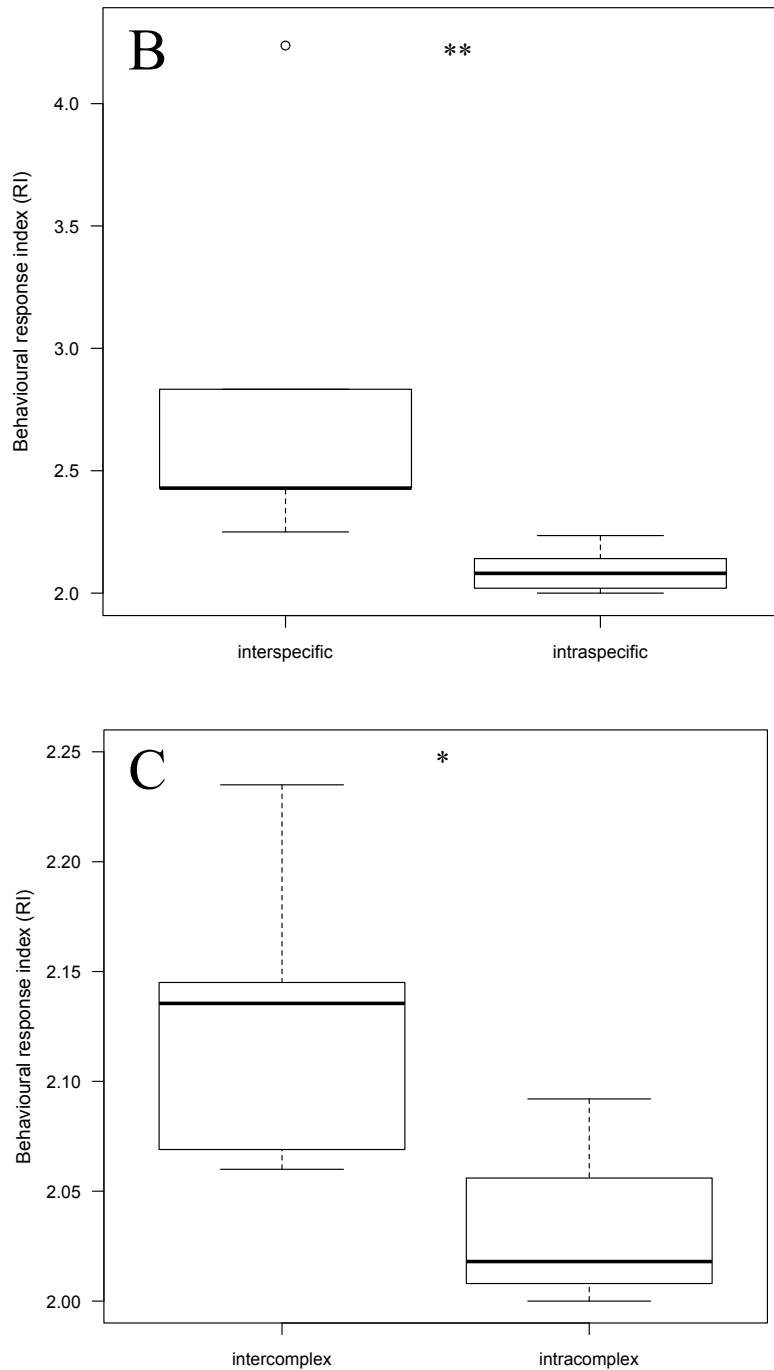 B
**
Behavioural response index (RI)
4.0
3.5
3.0
2.5
2.0
interspecific intraspecific
C
*
Behavioural response index (RI)
2.25
2.20
2.15
2.10
2.05
2.00
intercomplex intracomplex